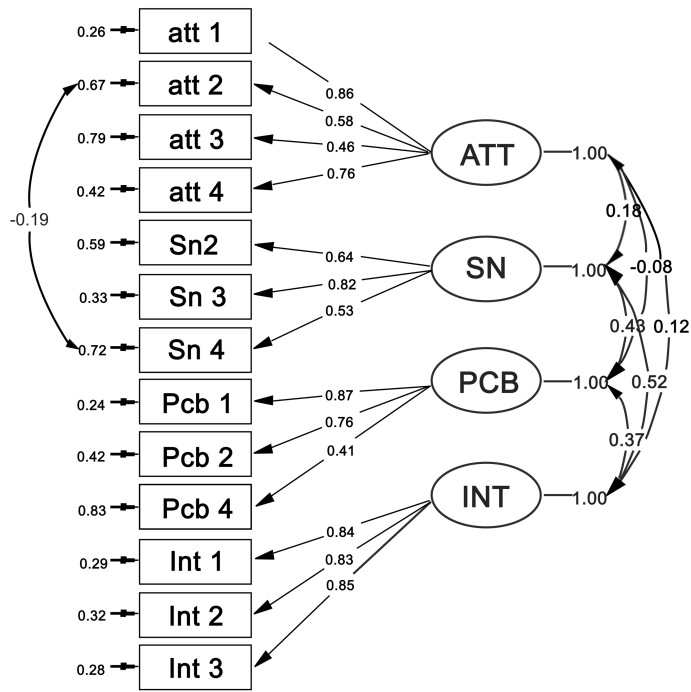 0.26 att 1
0.67 att 2
0.79 att 3
0.42 att 4
0.59 Sn2
0.33 Sn 3
0.72 Sn 4
0.24 Pcb 1
0.42 Pcb 2
0.83 Pcb 4
0.29 Int 1
0.32 Int 2
0.28 Int 3
-0.19
0.86
0.58
0.46
0.76
0.64
0.82
0.53
0.87
0.76
0.41
0.84
0.83
0.85
ATT 1.00
SN 1.00
PCB 1.00
INT 1.00
0.18
-0.08
0.43 0.12
0.52
0.37